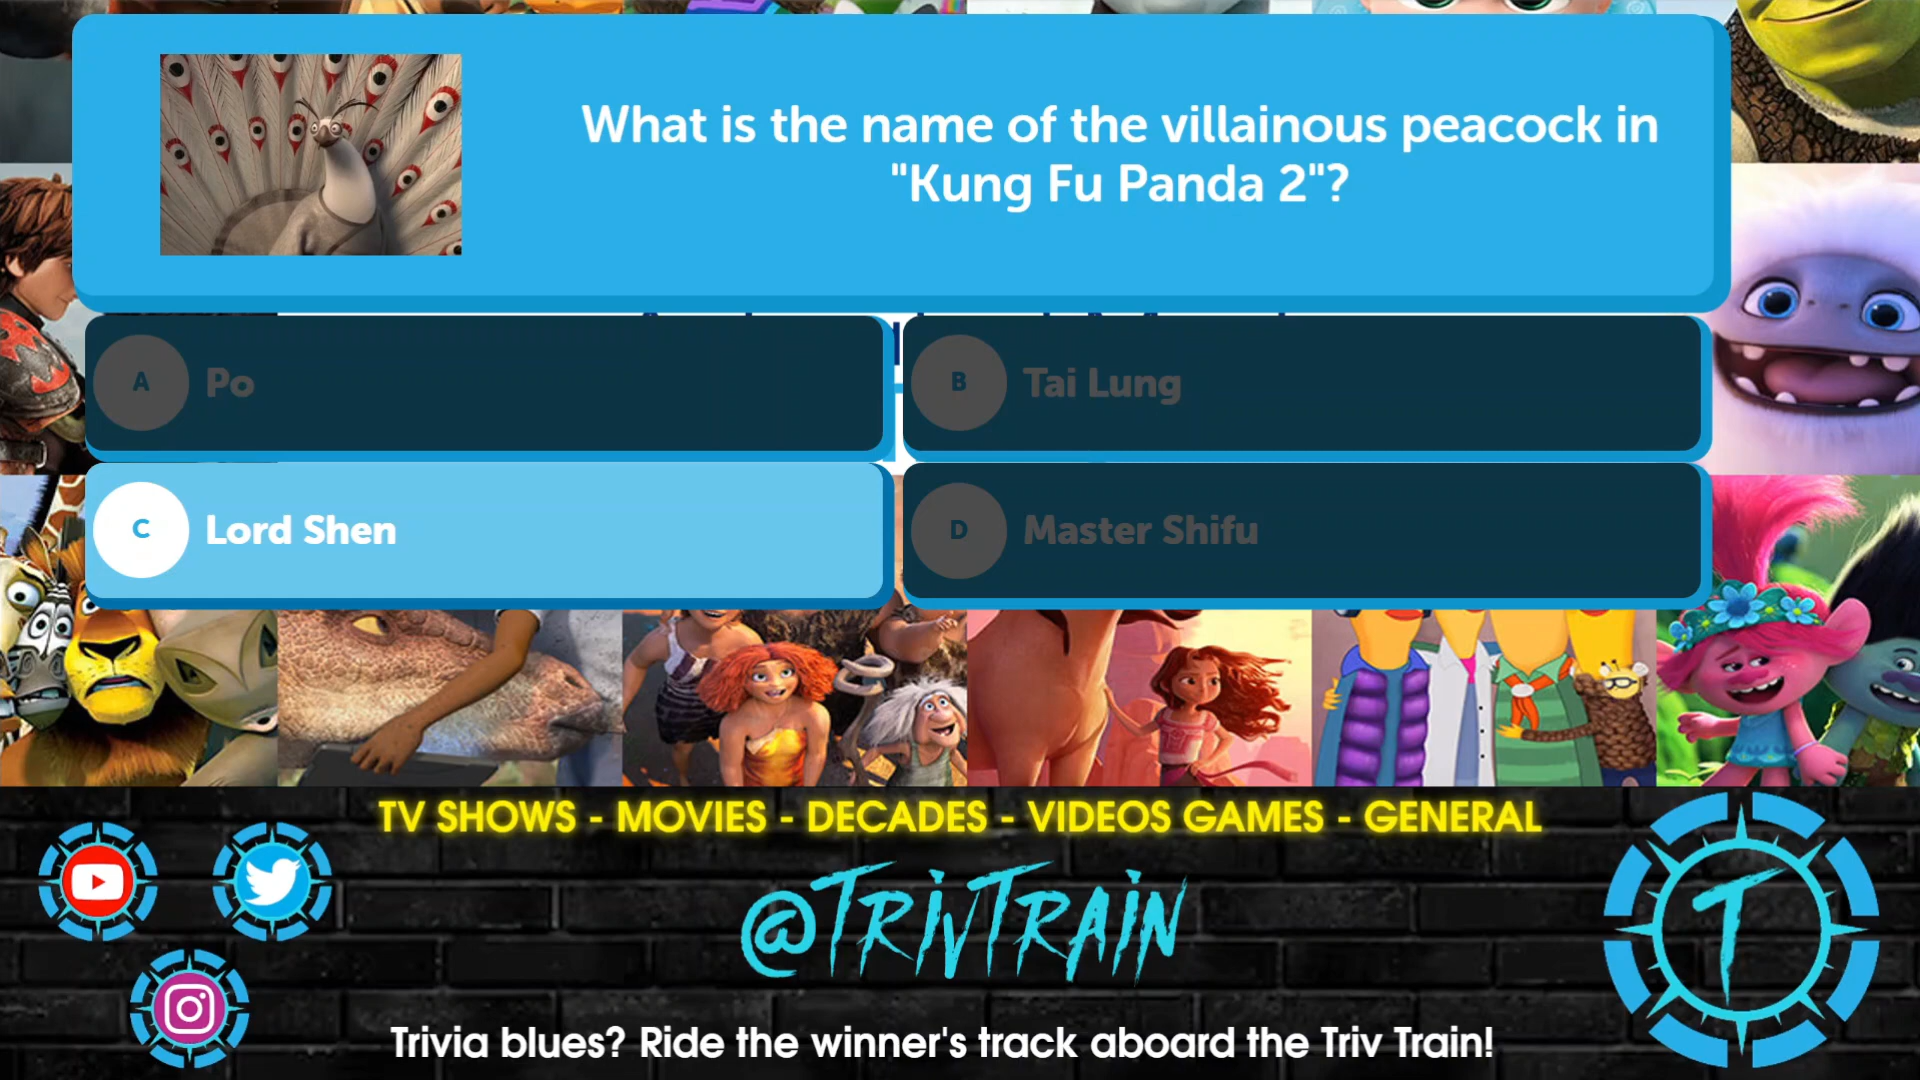 What is the name of the villainous peacock in
"Kung Fu Panda 2"?
A Po
B Tai Lung
C Lord Shen
D Master Shifu
TV SHOWS - MOVIES - DECADES - VIDEOS GAMES - GENERAL
@TRIVTRAIN
T
Trivia blues? Ride the winner's track aboard the Triv Train!